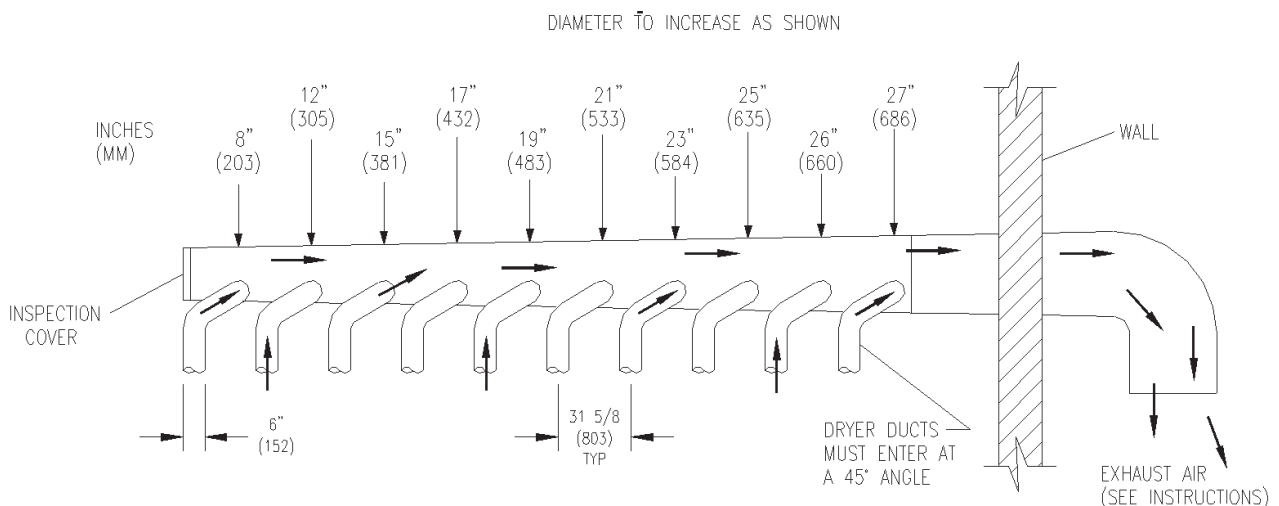 DIAMETER TO INCREASE AS SHOWN
INCHES
(MM)
8"
(203)
12"
(305)
15"
(381)
17"
(432)
19"
(483)
21"
(533)
23"
(584)
25"
(635)
26"
(660)
27"
(686)
WALL
INSPECTION
COVER
6"
(152)
31 5/8
(803)
TYP
DRYER DUCTS
MUST ENTER AT
A 45° ANGLE
EXHAUST AIR
(SEE INSTRUCTIONS)